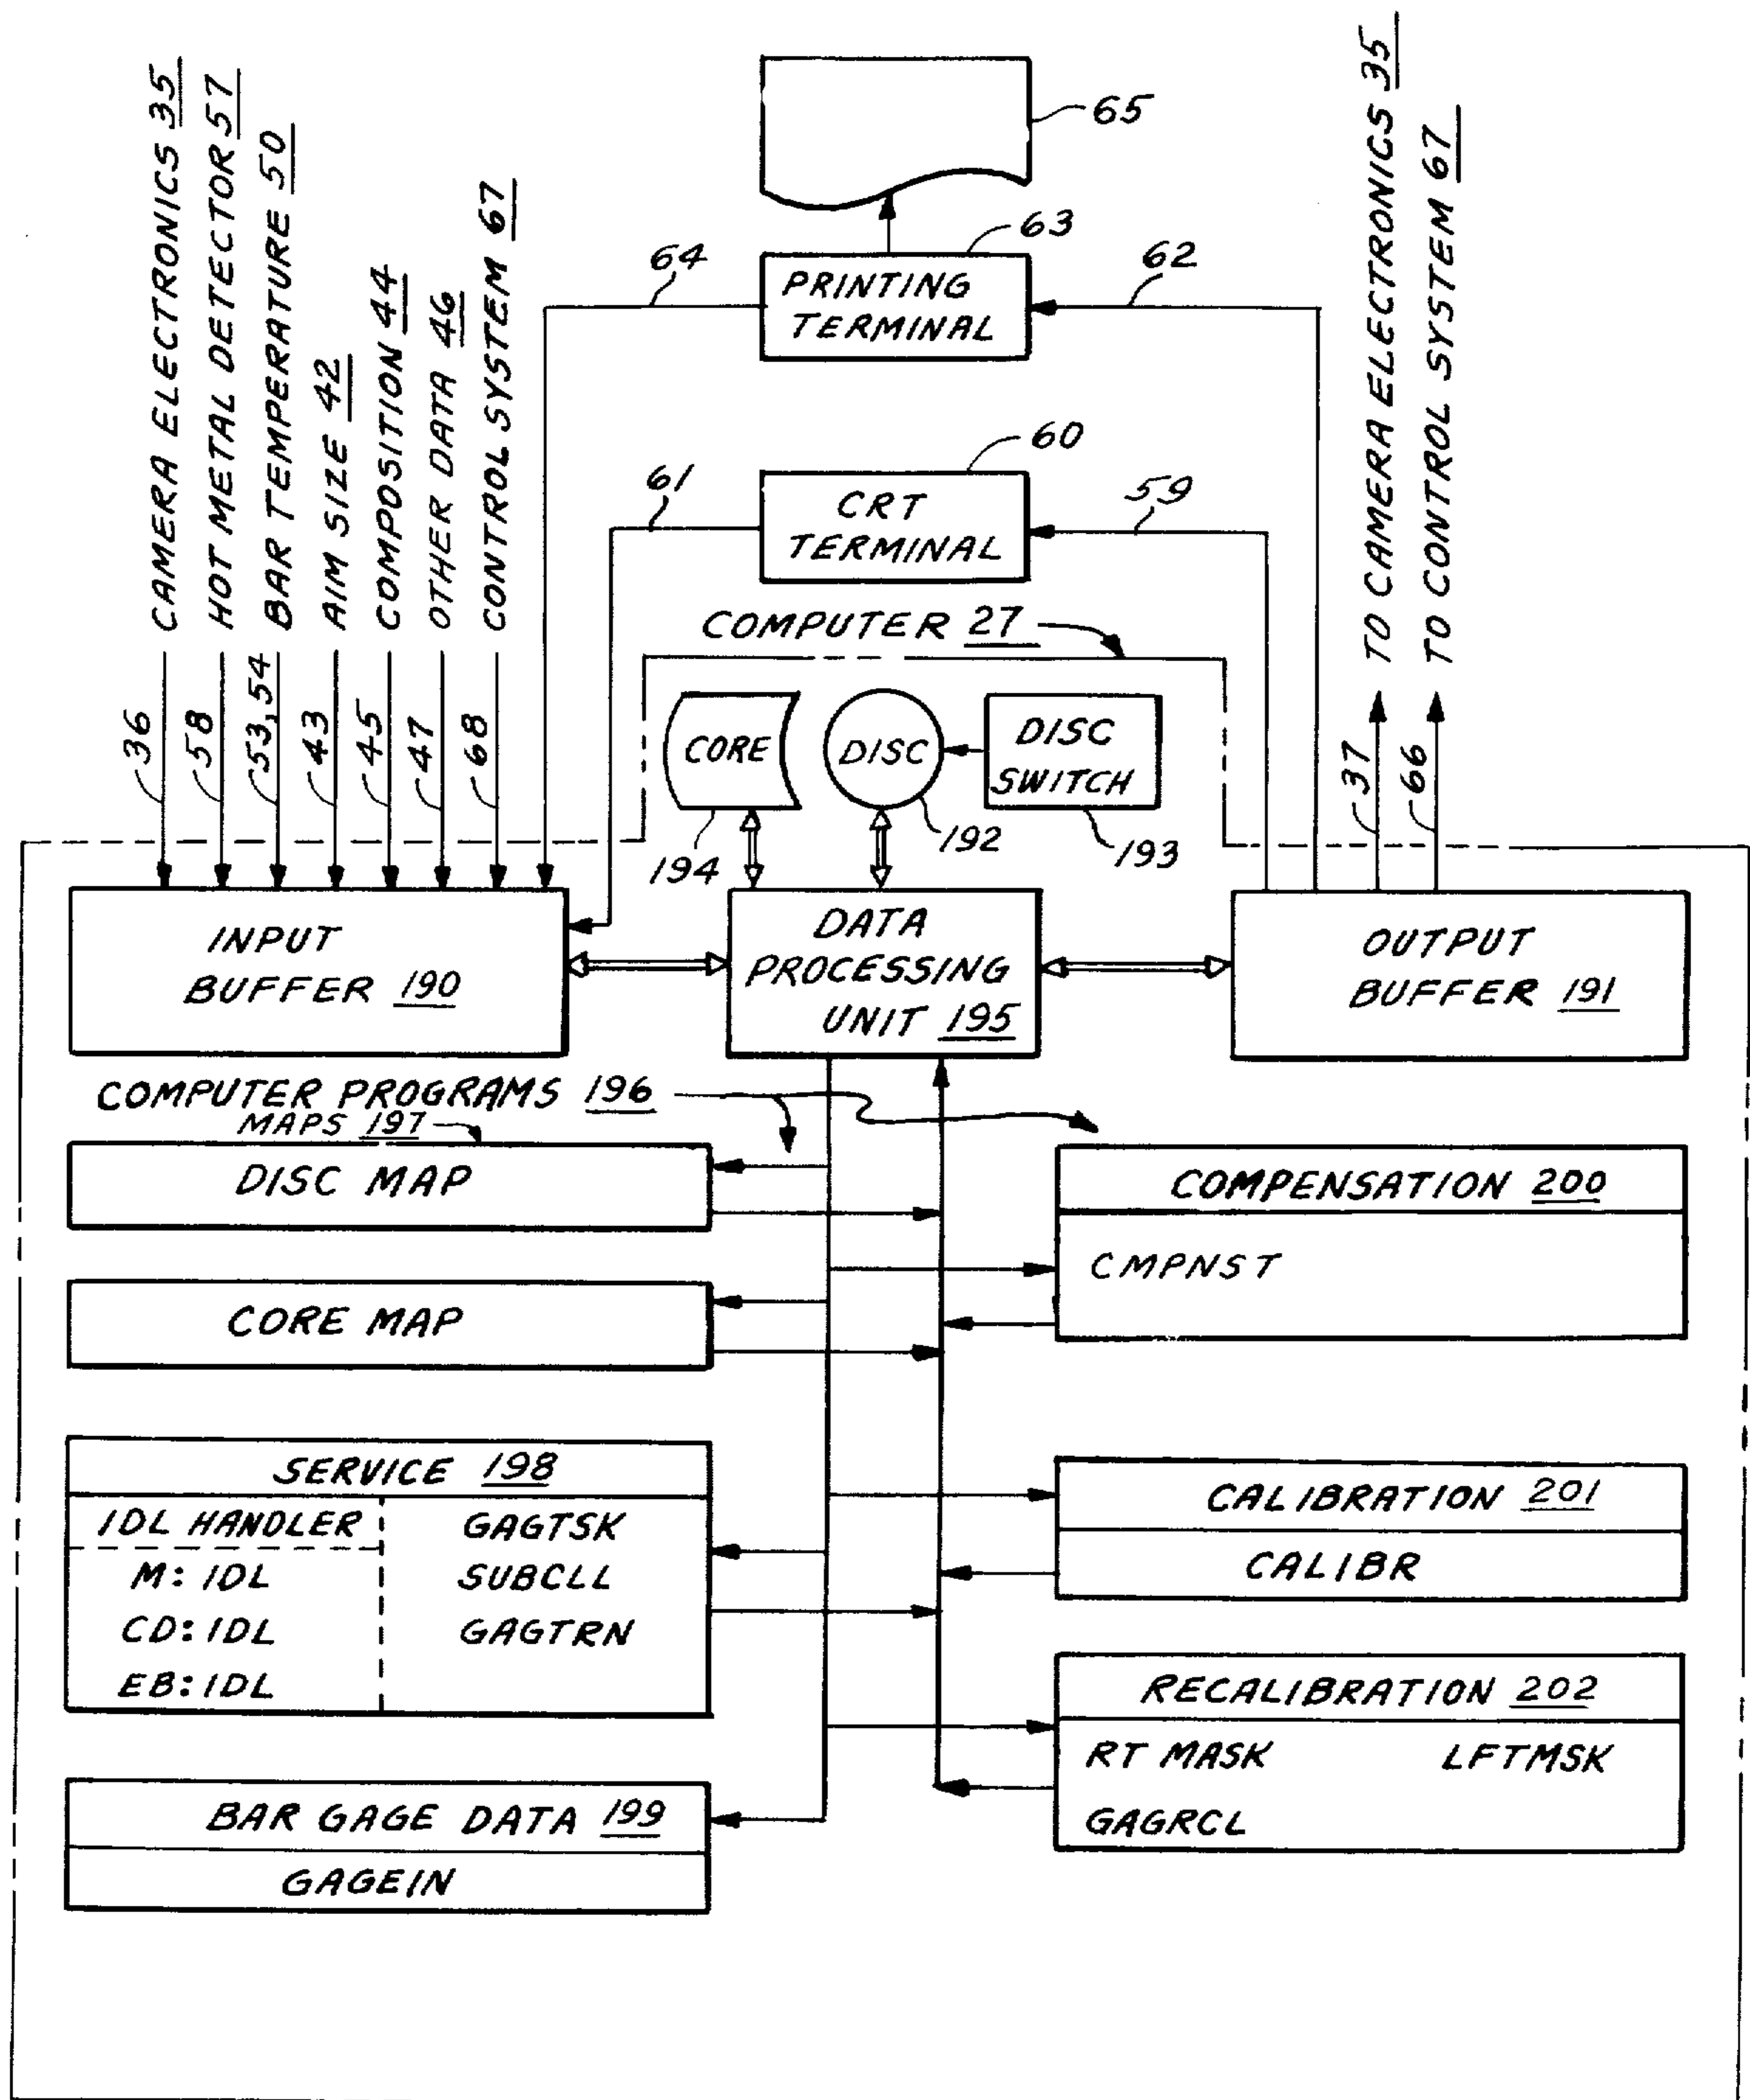 CAMERA ELECTRONICS 35
HOT METAL DETECTOR 57
BAR TEMPERATURE 50
AIM SIZE 42
COMPOSITION 44
OTHER DATA 46
CONTROL SYSTEM 67
65
63
64
PRINTING
TERMINAL
62
60
61
CRT
TERMINAL
59
TO CAMERA ELECTRONICS 35
TO CONTROL SYSTEM 67
COMPUTER 27
36
58
53,54
43
45
47
68
CORE
194
DISC
192
DISC
SWITCH
193
37
66
INPUT
BUFFER 190
DATA
PROCESSING
UNIT 195
OUTPUT
BUFFER 191
COMPUTER PROGRAMS 196
MAPS 197
DISC MAP
CORE MAP
COMPENSATION 200
CMPNST
SERVICE 198
IDL HANDLER
M: IDL
CD: IDL
EB: IDL
GAGTSK
SUBCLL
GAGTRN
CALIBRATION 201
CALIBR
RECALIBRATION 202
RT MASK LFTMSK
GAGRCL
BAR GAGE DATA 199
GAGEIN